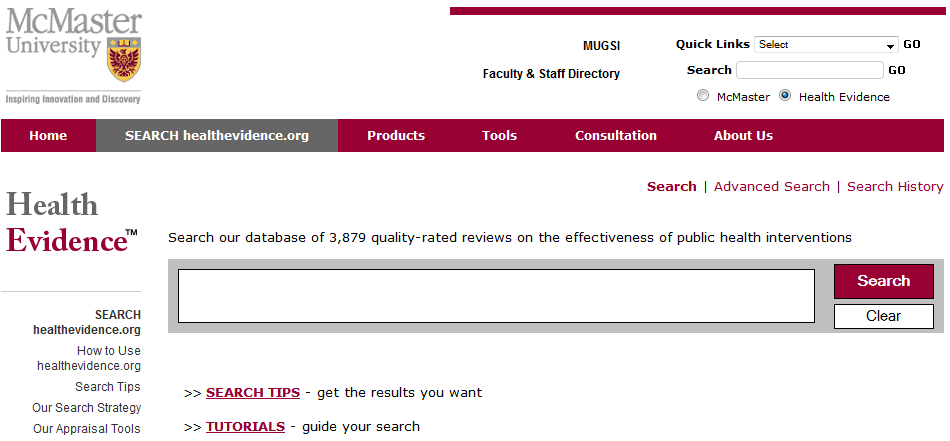 McMaster
University
Inspiring Innovation and Discovery
MUGSI
Faculty & Staff Directory
Quick Links Select GO
Search GO
McMaster Health Evidence
Home SEARCH healthevidence.org Products Tools Consultation About Us
Search | Advanced Search | Search History
Health
Evidence™
Search our database of 3,879 quality-rated reviews on the effectiveness of public health interventions
Search
Clear
SEARCH
healthevidence.org
How to Use
healthevidence.org
Search Tips
Our Search Strategy
Our Appraisal Tools
>> SEARCH TIPS - get the results you want
>> TUTORIALS - guide your search